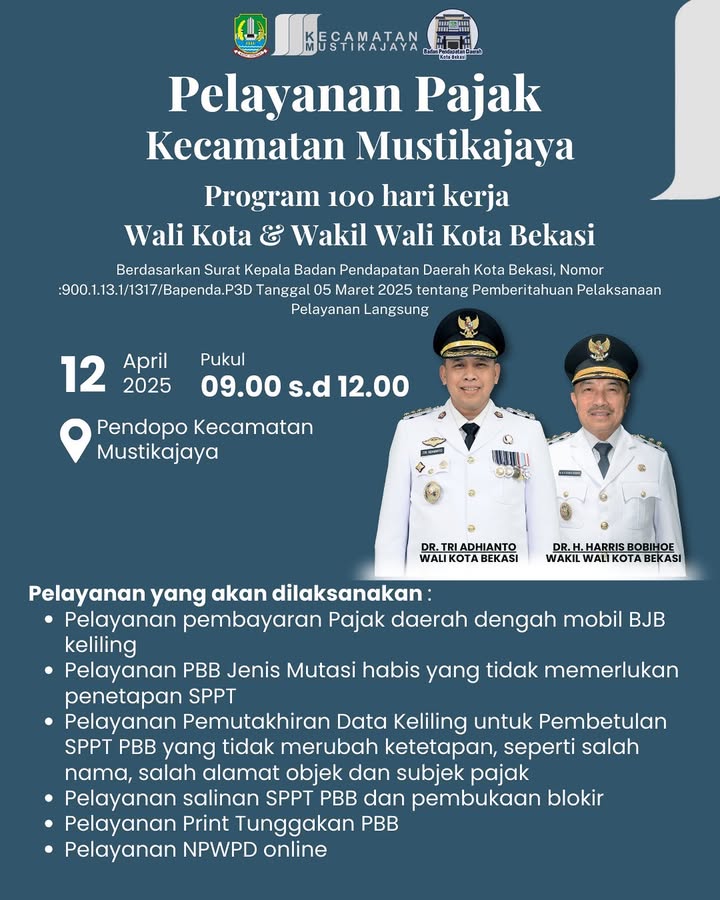 KECAMATAN
MUSTIKAJAYA
Badan Pendapatan Daerah
Kota Bekasi
Pelayanan Pajak
Kecamatan Mustikajaya
Program 100 hari kerja
Wali Kota & Wakil Wali Kota Bekasi
Berdasarkan Surat Kepala Badan Pendapatan Daerah Kota Bekasi, Nomor
:900.1.13.1/1317/Bapenda.P3D Tanggal 05 Maret 2025 tentang Pemberitahuan Pelaksanaan
Pelayanan Langsung
12 April
2025
Pukul
09.00 s.d 12.00
Pendopo Kecamatan
Mustikajaya
DR. TRI ADHIANTO
WALI KOTA BEKASI
DR. H. HARRIS BOBIHOE
WAKIL WALI KOTA BEKASI
Pelayanan yang akan dilaksanakan :
• Pelayanan pembayaran Pajak daerah dengah mobil BJB
keliling
• Pelayanan PBB Jenis Mutasi habis yang tidak memerlukan
penetapan SPPT
• Pelayanan Pemutakhiran Data Keliling untuk Pembetulan
SPPT PBB yang tidak merubah ketetapan, seperti salah
nama, salah alamat objek dan subjek pajak
• Pelayanan salinan SPPT PBB dan pembukaan blokir
• Pelayanan Print Tunggakan PBB
• Pelayanan NPWPD online